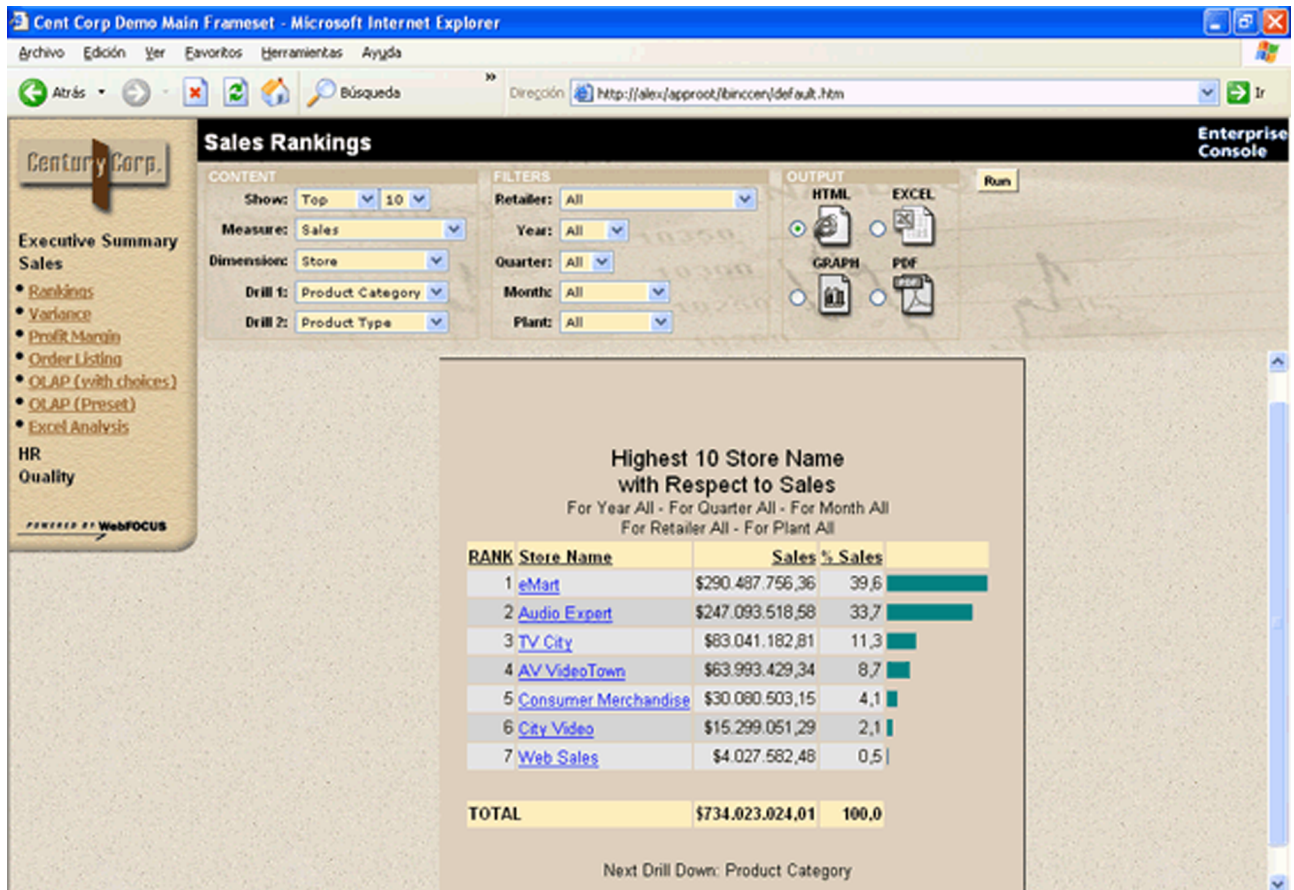 Cent Corp Demo Main Frameset - Microsoft Internet Explorer
Archivo Edición Ver Favoritos Herramientas Ayuda
Atrás Búsqueda » Dirección http://alex/approot/ibinccen/default.htm Ir
Century Corp.
Executive Summary
Sales
Rankings
Variance
Profit Margin
Order Listing
OLAP (with choices)
OLAP (Preset)
Excel Analysis
HR
Quality
POWERED BY WebFOCUS
Sales Rankings
Enterprise
Console
CONTENT
Show: Top 10
Measure: Sales
Dimension: Store
Drill 1: Product Category
Drill 2: Product Type
FILTERS
Retailer: All
Year: All
Quarter: All
Month: All
Plant: All
OUTPUT
HTML EXCEL
GRAPH PDF
Run
Highest 10 Store Name
with Respect to Sales
For Year All - For Quarter All - For Month All
For Retailer All - For Plant All
RANK Store Name Sales % Sales
1 eMart $290.487.756,36 39,6
2 Audio Expert $247.093.518,58 33,7
3 TV City $83.041.182,81 11,3
4 AV VideoTown $63.993.429,34 8,7
5 Consumer Merchandise $30.080.503,15 4,1
6 City Video $15.299.051,29 2,1
7 Web Sales $4.027.582,48 0,5
TOTAL $734.023.024,01 100,0
Next Drill Down: Product Category